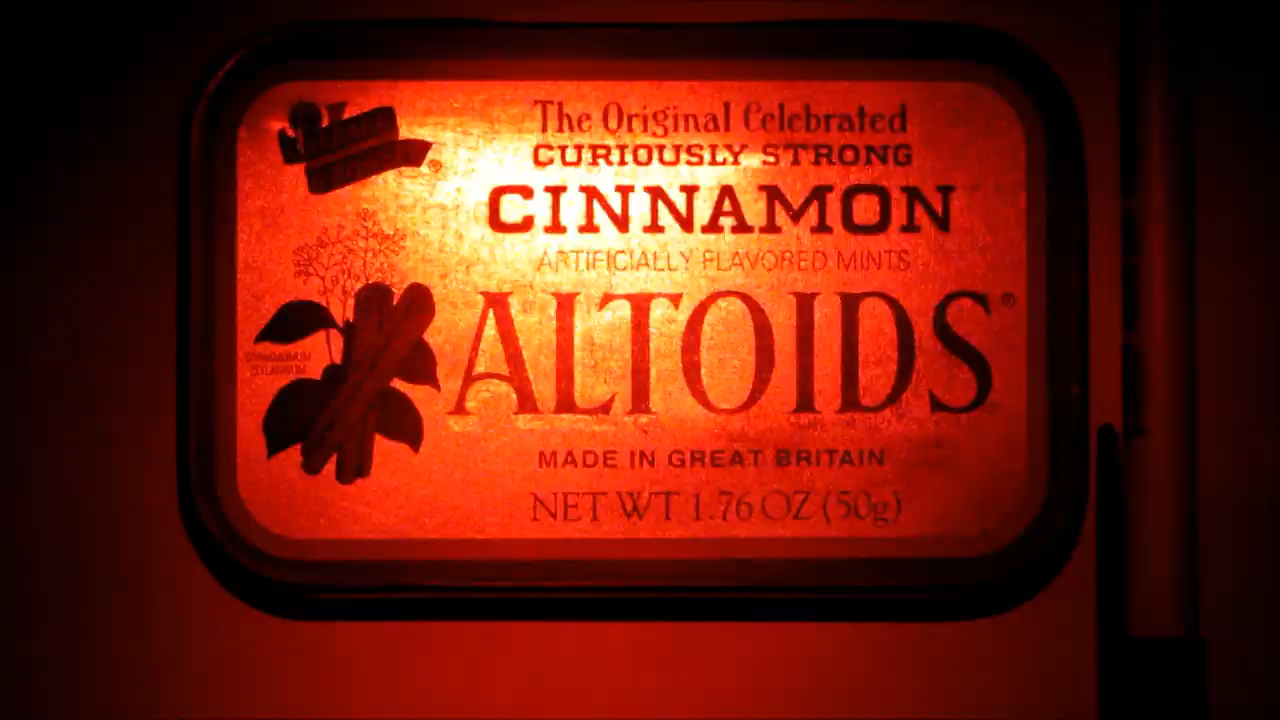 The Original Celebrated
CURIOUSLY STRONG
CINNAMON
ARTIFICIALLY FLAVORED MINTS
ALTOIDS®
MADE IN GREAT BRITAIN
NET WT 1.76 OZ (50g)